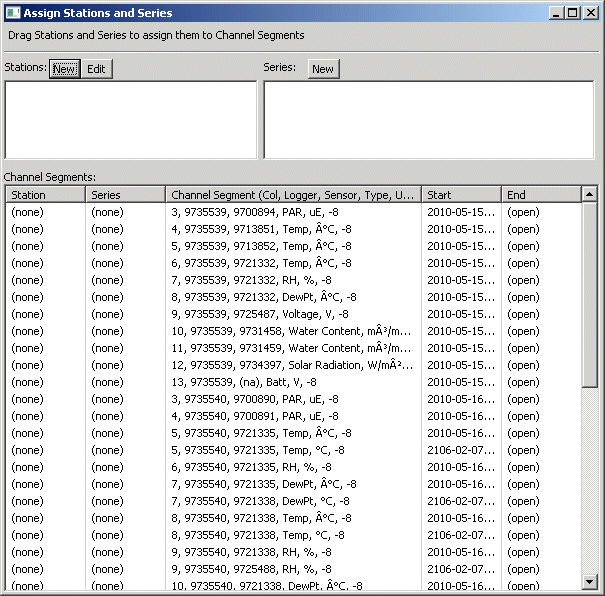 Assign Stations and Series
Drag Stations and Series to assign them to Channel Segments
Stations: New Edit Series: New
Channel Segments:
Station Series Channel Segment (Col, Logger, Sensor, Type, U... Start End
(none) (none) 3, 9735539, 9700894, PAR, uE, -8 2010-05-15... (open)
(none) (none) 4, 9735539, 9713851, Temp, Â°C, -8 2010-05-15... (open)
(none) (none) 5, 9735539, 9713852, Temp, Â°C, -8 2010-05-15... (open)
(none) (none) 6, 9735539, 9721332, Temp, Â°C, -8 2010-05-15... (open)
(none) (none) 7, 9735539, 9721332, RH, %, -8 2010-05-15... (open)
(none) (none) 8, 9735539, 9721332, DewPt, Â°C, -8 2010-05-15... (open)
(none) (none) 9, 9735539, 9725487, Voltage, V, -8 2010-05-15... (open)
(none) (none) 10, 9735539, 9731458, Water Content, mÂ³/m... 2010-05-15... (open)
(none) (none) 11, 9735539, 9731459, Water Content, mÂ³/m... 2010-05-15... (open)
(none) (none) 12, 9735539, 9734397, Solar Radiation, W/mÂ²... 2010-05-15... (open)
(none) (none) 13, 9735539, (na), Batt, V, -8 2010-05-15... (open)
(none) (none) 3, 9735540, 9700890, PAR, uE, -8 2010-05-16... (open)
(none) (none) 4, 9735540, 9700891, PAR, uE, -8 2010-05-16... (open)
(none) (none) 5, 9735540, 9721335, Temp, Â°C, -8 2010-05-16... (open)
(none) (none) 5, 9735540, 9721335, Temp, °C, -8 2106-02-07... (open)
(none) (none) 6, 9735540, 9721335, RH, %, -8 2010-05-16... (open)
(none) (none) 7, 9735540, 9721335, DewPt, Â°C, -8 2010-05-16... (open)
(none) (none) 7, 9735540, 9721338, DewPt, °C, -8 2106-02-07... (open)
(none) (none) 8, 9735540, 9721338, Temp, Â°C, -8 2010-05-16... (open)
(none) (none) 8, 9735540, 9721338, Temp, °C, -8 2106-02-07... (open)
(none) (none) 9, 9735540, 9721338, RH, %, -8 2010-05-16... (open)
(none) (none) 9, 9735540, 9725488, RH, %, -8 2106-02-07... (open)
(none) (none) 10, 9735540, 9721338, DewPt, Â°C, -8 2010-05-16... (open)